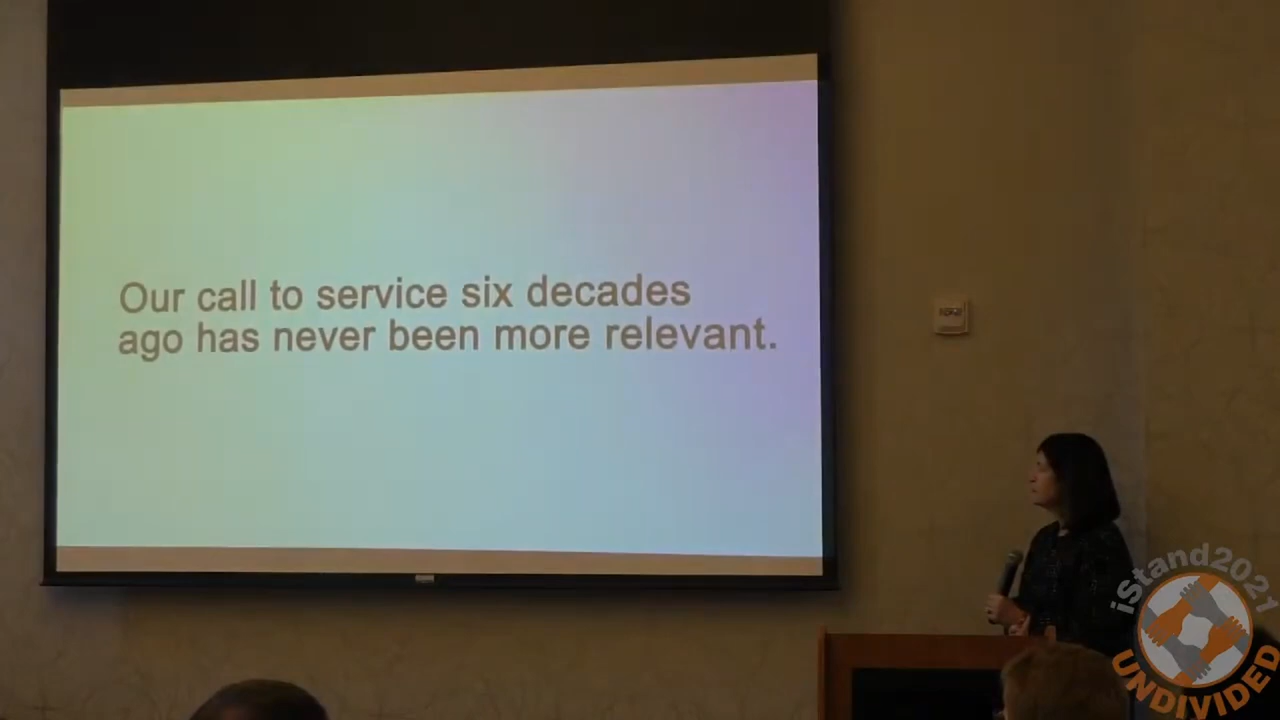 Our call to service six decades
ago has never been more relevant.
iStand2021
UNDIVIDED